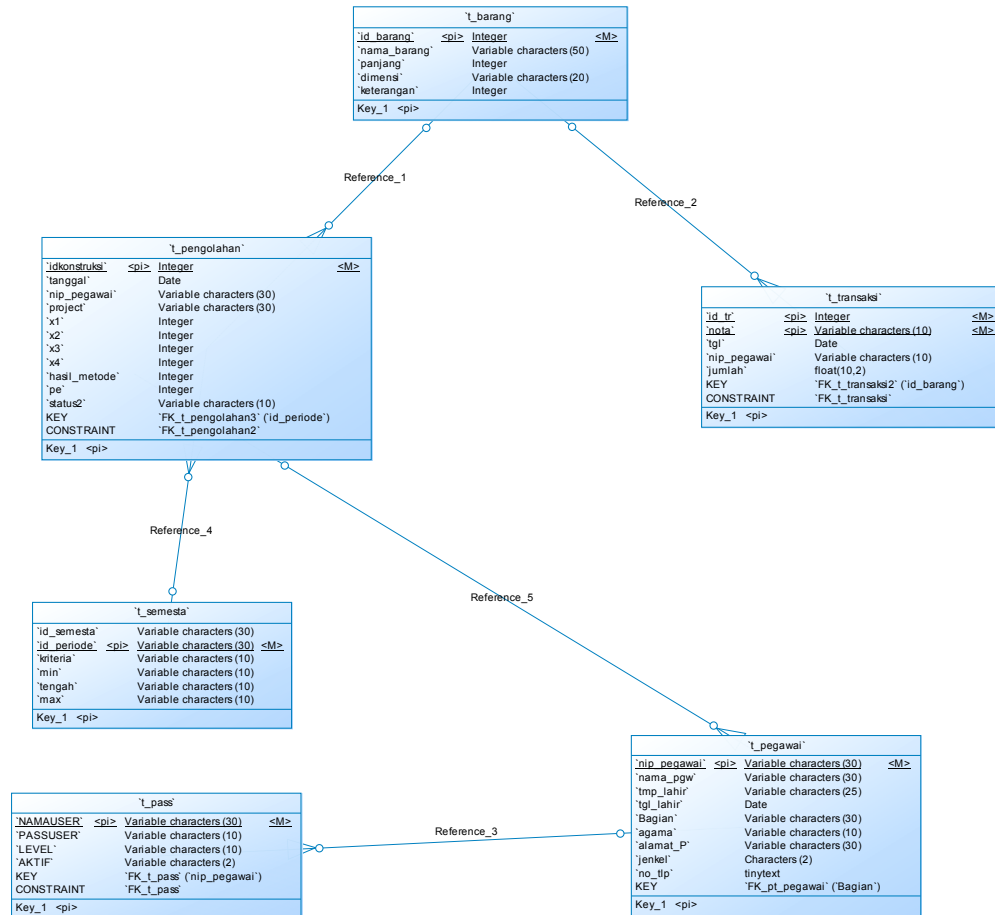 `t_barang`
`id_barang` <pi> Integer <M>
`nama_barang` Variable characters (50)
`panjang` Integer
`dimensi` Variable characters (20)
`keterangan` Integer
Key_1 <pi>
Reference_1
Reference_2
`t_pengolahan`
`idkonstruksi` <pi> Integer <M>
`tanggal` Date
`nip_pegawai` Variable characters (30)
`project` Variable characters (30)
`x1` Integer
`x2` Integer
`x3` Integer
`x4` Integer
`hasil_metode` Integer
`pe` Integer
`status2` Variable characters (10)
KEY `FK_t_pengolahan3` (`id_periode`)
CONSTRAINT `FK_t_pengolahan2`
Key_1 <pi>
`t_transaksi`
`id_tr` <pi> Integer <M>
`nota` <pi> Variable characters (10) <M>
`tgl` Date
`nip_pegawai` Variable characters (10)
`jumlah` float(10,2)
KEY `FK_t_transaksi2` (`id_barang`)
CONSTRAINT `FK_t_transaksi`
Key_1 <pi>
Reference_4
Reference_5
`t_semesta`
`id_semesta` Variable characters (30)
`id_periode` <pi> Variable characters (30) <M>
`kriteria` Variable characters (10)
`min` Variable characters (10)
`tengah` Variable characters (10)
`max` Variable characters (10)
Key_1 <pi>
`t_pegawai`
`nip_pegawai` <pi> Variable characters (30) <M>
`nama_pgw` Variable characters (30)
`tmp_lahir` Variable characters (25)
`tgl_lahir` Date
`Bagian` Variable characters (30)
`agama` Variable characters (10)
`alamat_P` Variable characters (30)
`jenkel` Characters (2)
`no_tlp` tinytext
KEY `FK_pt_pegawai` (`Bagian`)
Key_1 <pi>
`t_pass`
`NAMAUSER` <pi> Variable characters (30) <M>
`PASSUSER` Variable characters (10)
`LEVEL` Variable characters (10)
`AKTIF` Variable characters (2)
KEY `FK_t_pass` (`nip_pegawai`)
CONSTRAINT `FK_t_pass`
Key_1 <pi>
Reference_3